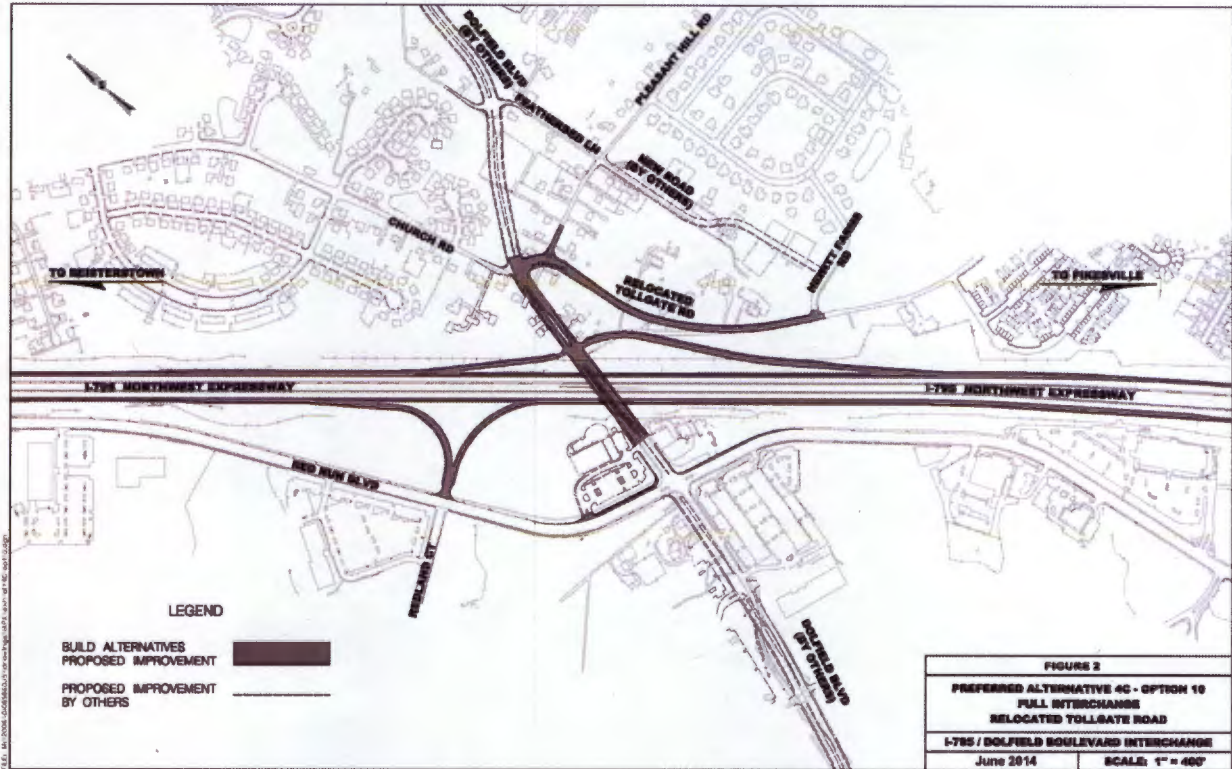 DOLFIELD BLVD
(BY OTHERS)
PLEASANT HILL RD
NEW ROAD
(BY OTHERS)
CHURCH RD
TO REISTERSTOWN
RELOCATED
TOLLGATE RD
RD
TO PIKESVILLE
I-795 NORTHWEST EXPRESSWAY
I-795 NORTHWEST EXPRESSWAY
RED RUN BLVD
REDLAND CT
DOLFIELD BLVD
(BY OTHERS)
LEGEND
BUILD ALTERNATIVES
PROPOSED IMPROVEMENT
PROPOSED IMPROVEMENT
BY OTHERS
FIGURE 2
PREFERRED ALTERNATIVE 4C - OPTION 10
FULL INTERCHANGE
RELOCATED TOLLGATE ROAD
I-795 / DOLFIELD BOULEVARD INTERCHANGE
June 2014
SCALE: 1" = 400'